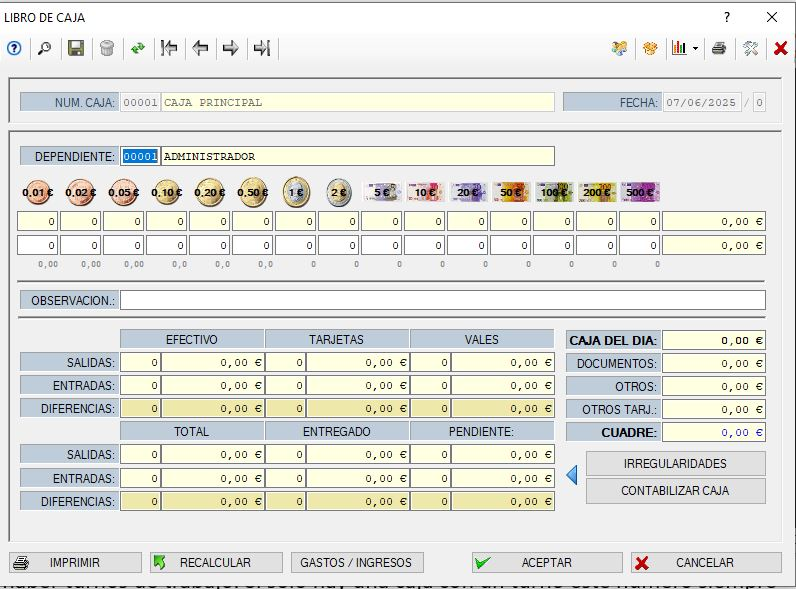 LIBRO DE CAJA ?
NUM. CAJA: 00001 CAJA PRINCIPAL FECHA: 07/06/2025 / 0
DEPENDIENTE: 00001 ADMINISTRADOR
0,01 € 0,02 € 0,05 € 0,10 € 0,20 € 0,50 € 1 € 2 € 5 € 10 € 20 € 50 € 100 € 200 € 500 €
0 0 0 0 0 0 0 0 0 0 0 0 0 0 0 0,00 €
0 0 0 0 0 0 0 0 0 0 0 0 0 0 0 0,00 €
0,00 0,00 0,00 0,0 0,0 0,0 0 0 0 0 0 0 0 0 0
OBSERVACION.:
EFECTIVO TARJETAS VALES CAJA DEL DIA: 0,00 €
SALIDAS: 0 0,00 € 0 0,00 € 0 0,00 € DOCUMENTOS: 0,00 €
ENTRADAS: 0 0,00 € 0 0,00 € 0 0,00 € OTROS: 0,00 €
DIFERENCIAS: 0 0,00 € 0 0,00 € 0 0,00 € OTROS TARJ.: 0,00 €
TOTAL ENTREGADO PENDIENTE: CUADRE: 0,00 €
SALIDAS: 0 0,00 € 0 0,00 € 0 0,00 € IRREGULARIDADES
ENTRADAS: 0 0,00 € 0 0,00 € 0 0,00 € CONTABILIZAR CAJA
DIFERENCIAS: 0 0,00 € 0 0,00 € 0 0,00 €
IMPRIMIR RECALCULAR GASTOS / INGRESOS ACEPTAR CANCELAR